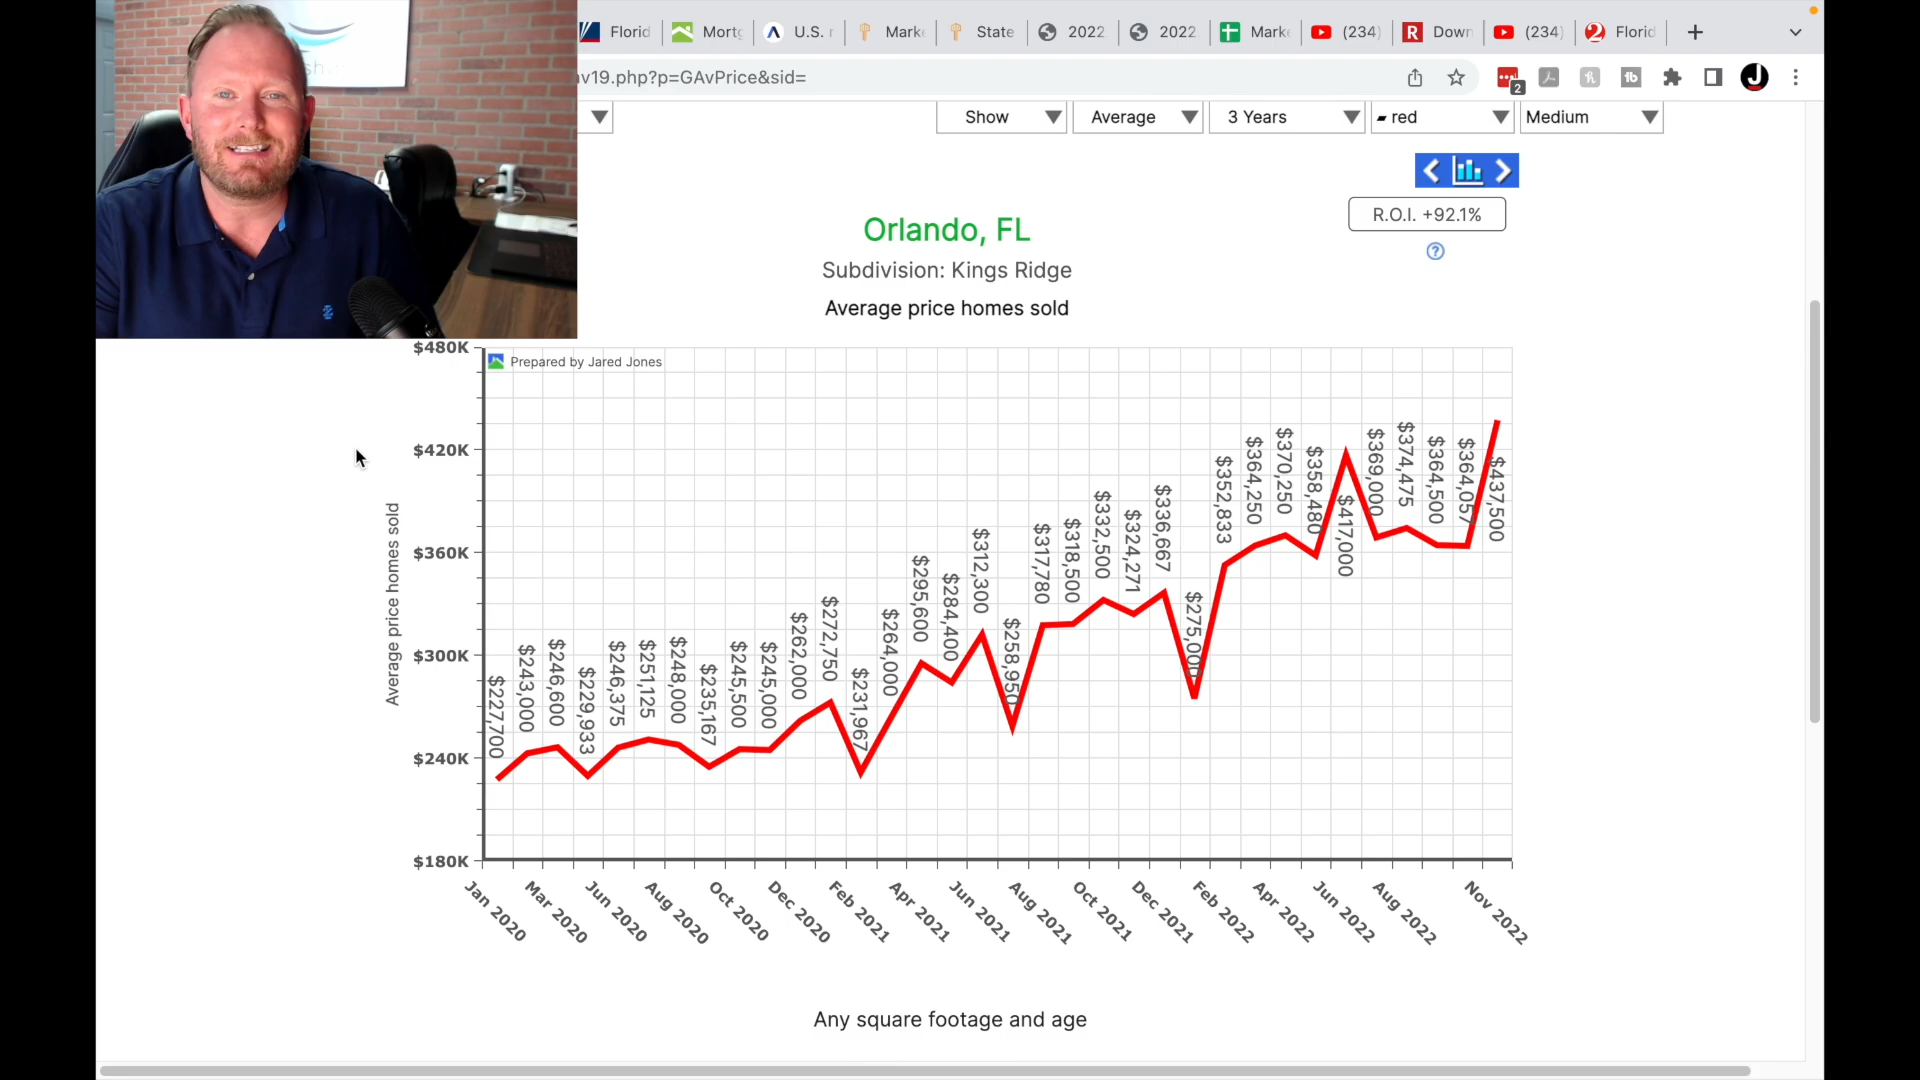 Florid
Mortg
U.S. r
Marke
State
2022
2022
Marke
(234)
Down
(234)
Florid
v19.php?p=GAvPrice&sid=
2
Show
Average
3 Years
red
Medium
R.O.I. +92.1%
?
Orlando, FL
Subdivision: Kings Ridge
Average price homes sold
Prepared by Jared Jones
$480K
$420K
$360K
$300K
$240K
$180K
Average price homes sold
$227,700
$243,000
$246,600
$229,933
$246,375
$251,125
$248,000
$235,167
$245,500
$245,000
$262,000
$272,750
$231,967
$264,000
$295,600
$284,400
$312,300
$258,950
$317,780
$318,500
$332,500
$324,271
$336,667
$275,000
$352,833
$364,250
$370,250
$358,480
$417,000
$369,000
$374,475
$364,500
$364,057
$437,500
Jan 2020
Mar 2020
Jun 2020
Aug 2020
Oct 2020
Dec 2020
Feb 2021
Apr 2021
Jun 2021
Aug 2021
Oct 2021
Dec 2021
Feb 2022
Apr 2022
Jun 2022
Aug 2022
Nov 2022
Any square footage and age